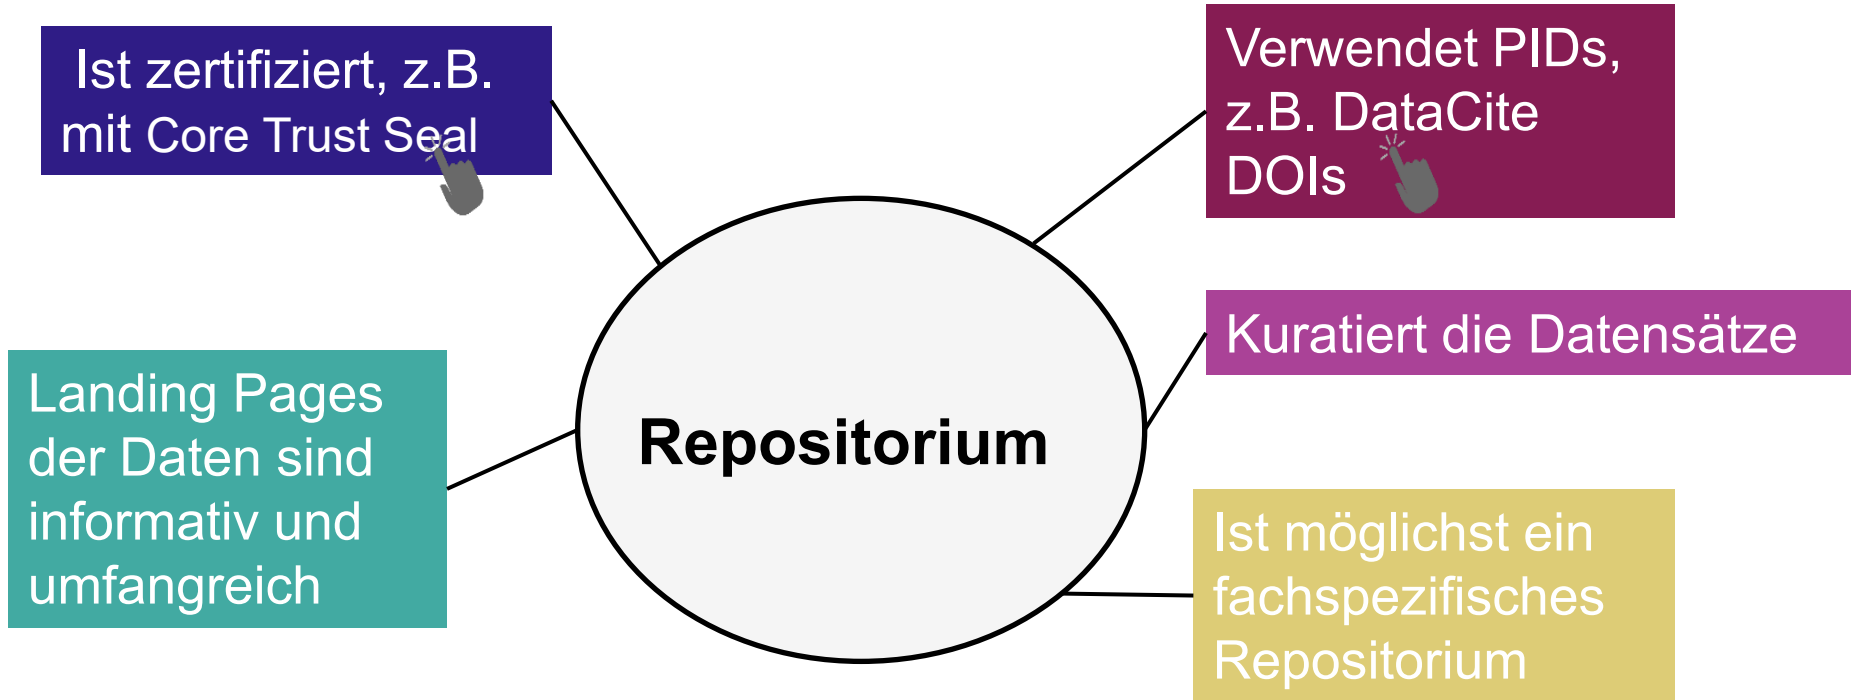 Ist zertifiziert, z.B.
mit Core Trust Seal
Verwendet PIDs,
z.B. DataCite
DOIs
Kuratiert die Datensätze
Landing Pages
der Daten sind
informativ und
umfangreich
Repositorium
Ist möglichst ein
fachspezifisches
Repositorium